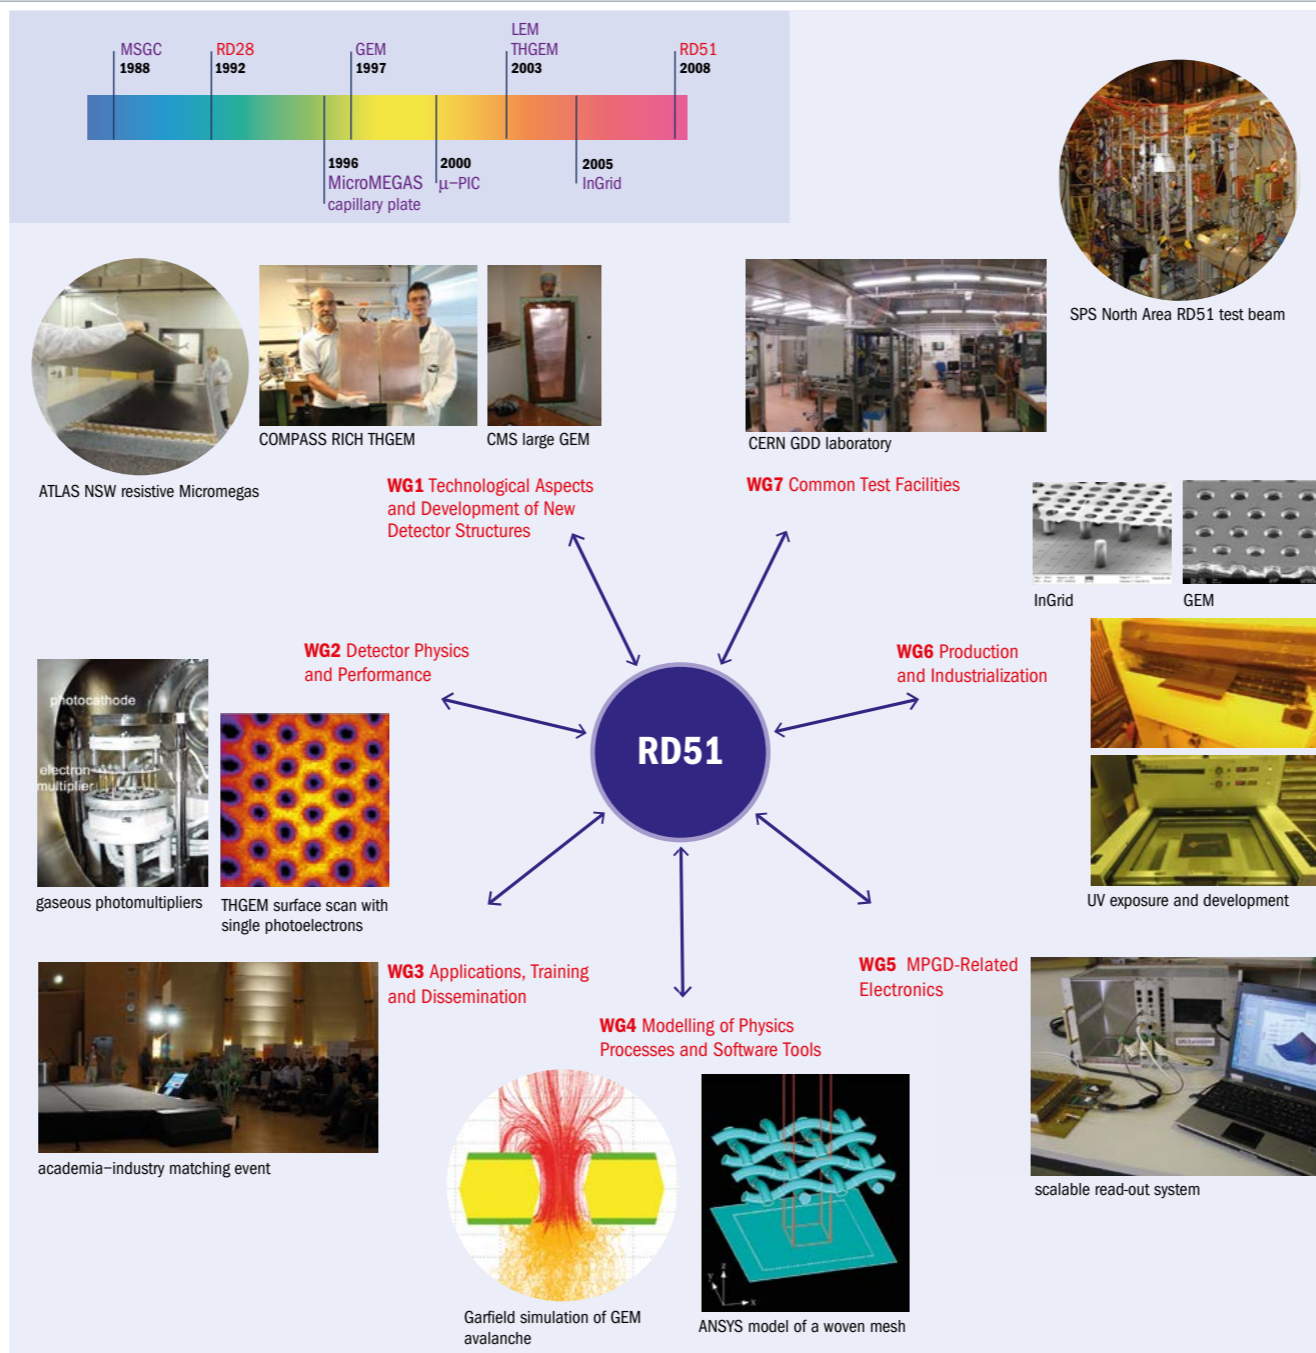 MSGC
1988
RD28
1992
GEM
1997
LEM
THGEM
2003
RD51
2008
1996
MicroMEGAS
capillary plate
2000
μ–PIC
2005
InGrid
SPS North Area RD51 test beam
ATLAS NSW resistive Micromegas
COMPASS RICH THGEM
CMS large GEM
CERN GDD laboratory
WG1 Technological Aspects
and Development of New
Detector Structures
WG7 Common Test Facilities
InGrid
GEM
WG2 Detector Physics
and Performance
WG6 Production
and Industrialization
photocathode
electron
multiplier
RD51
gaseous photomultipliers
THGEM surface scan with
single photoelectrons
UV exposure and development
WG3 Applications, Training
and Dissemination
WG5 MPGD-Related
Electronics
WG4 Modelling of Physics
Processes and Software Tools
academia–industry matching event
scalable read-out system
z
y
x
Garfield simulation of GEM
avalanche
ANSYS model of a woven mesh